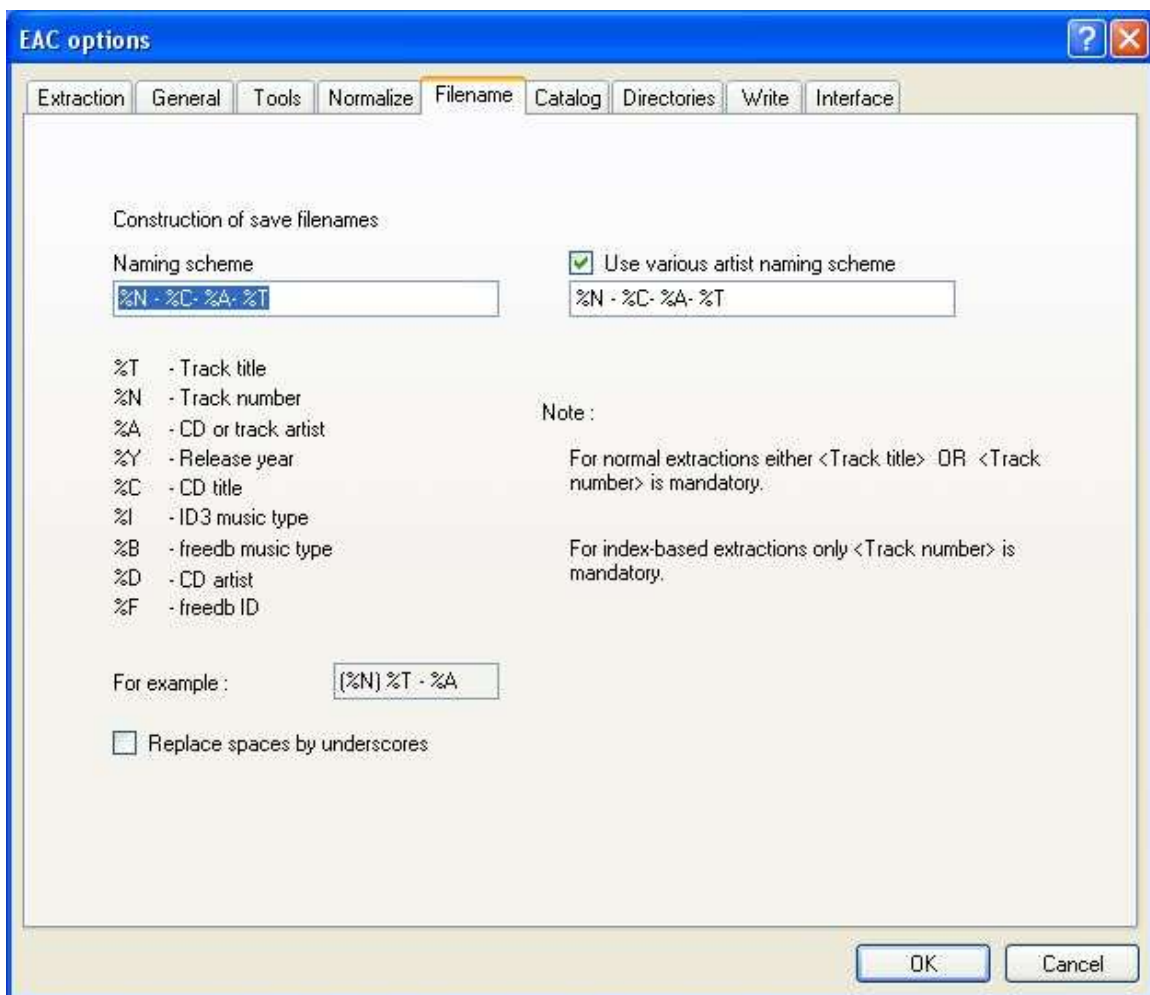 EAC options
Extraction General Tools Normalize Filename Catalog Directories Write Interface
Construction of save filenames
Naming scheme
%N - %C- %A- %T
Use various artist naming scheme
%N - %C- %A- %T
%T - Track title
%N - Track number
%A - CD or track artist
%Y - Release year
%C - CD title
%I - ID3 music type
%B - freedb music type
%D - CD artist
%F - freedb ID
Note :
For normal extractions either <Track title> OR <Track
number> is mandatory.
For index-based extractions only <Track number> is
mandatory.
For example :
(%N) %T - %A
Replace spaces by underscores
OK Cancel